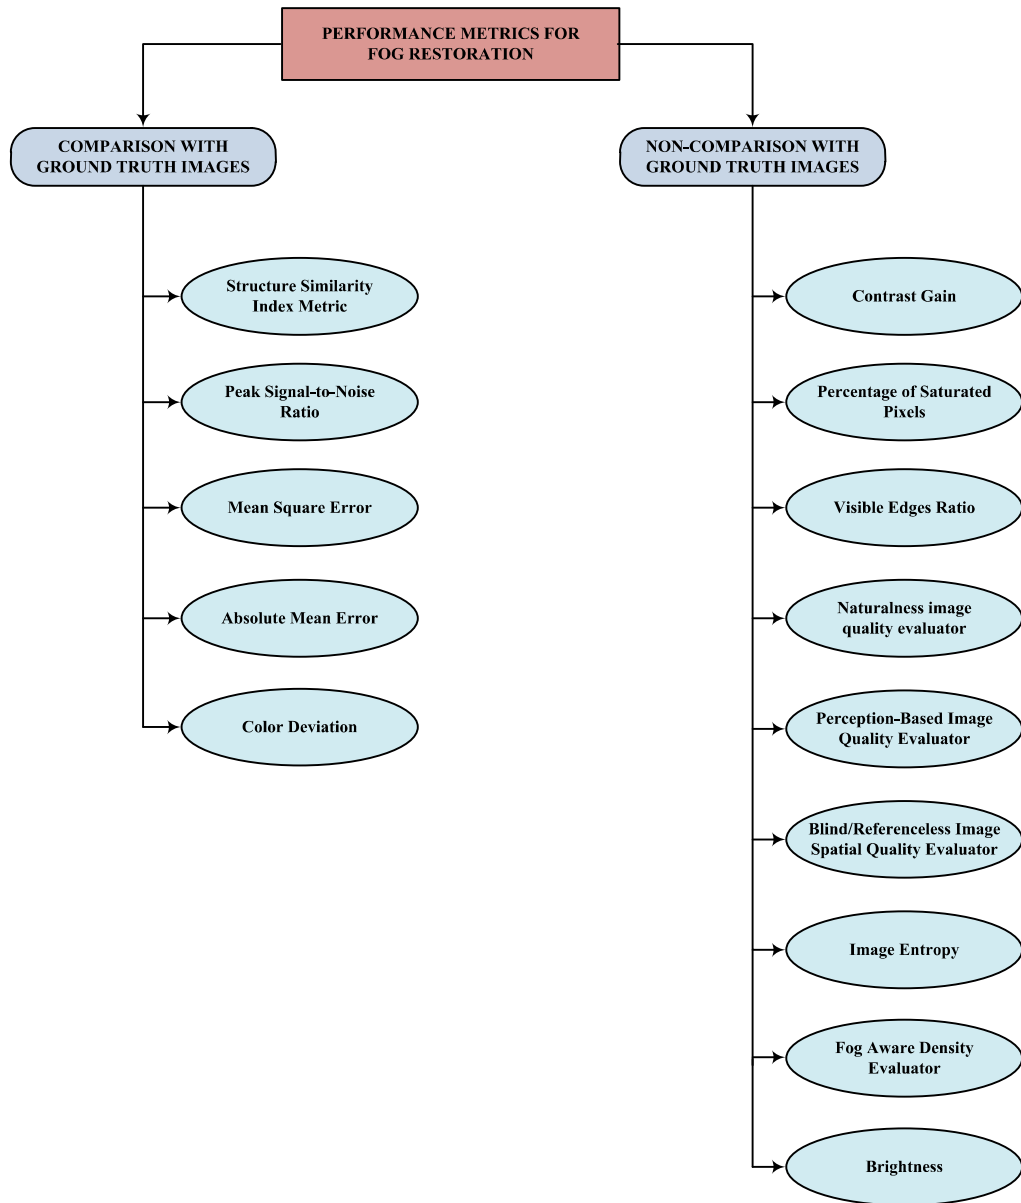 PERFORMANCE METRICS FOR
FOG RESTORATION
COMPARISON WITH
GROUND TRUTH IMAGES
Structure Similarity
Index Metric
Peak Signal-to-Noise
Ratio
Mean Square Error
Absolute Mean Error
Color Deviation
NON-COMPARISON WITH
GROUND TRUTH IMAGES
Contrast Gain
Percentage of Saturated
Pixels
Visible Edges Ratio
Naturalness image
quality evaluator
Perception-Based Image
Quality Evaluator
Blind/Referenceless Image
Spatial Quality Evaluator
Image Entropy
Fog Aware Density
Evaluator
Brightness